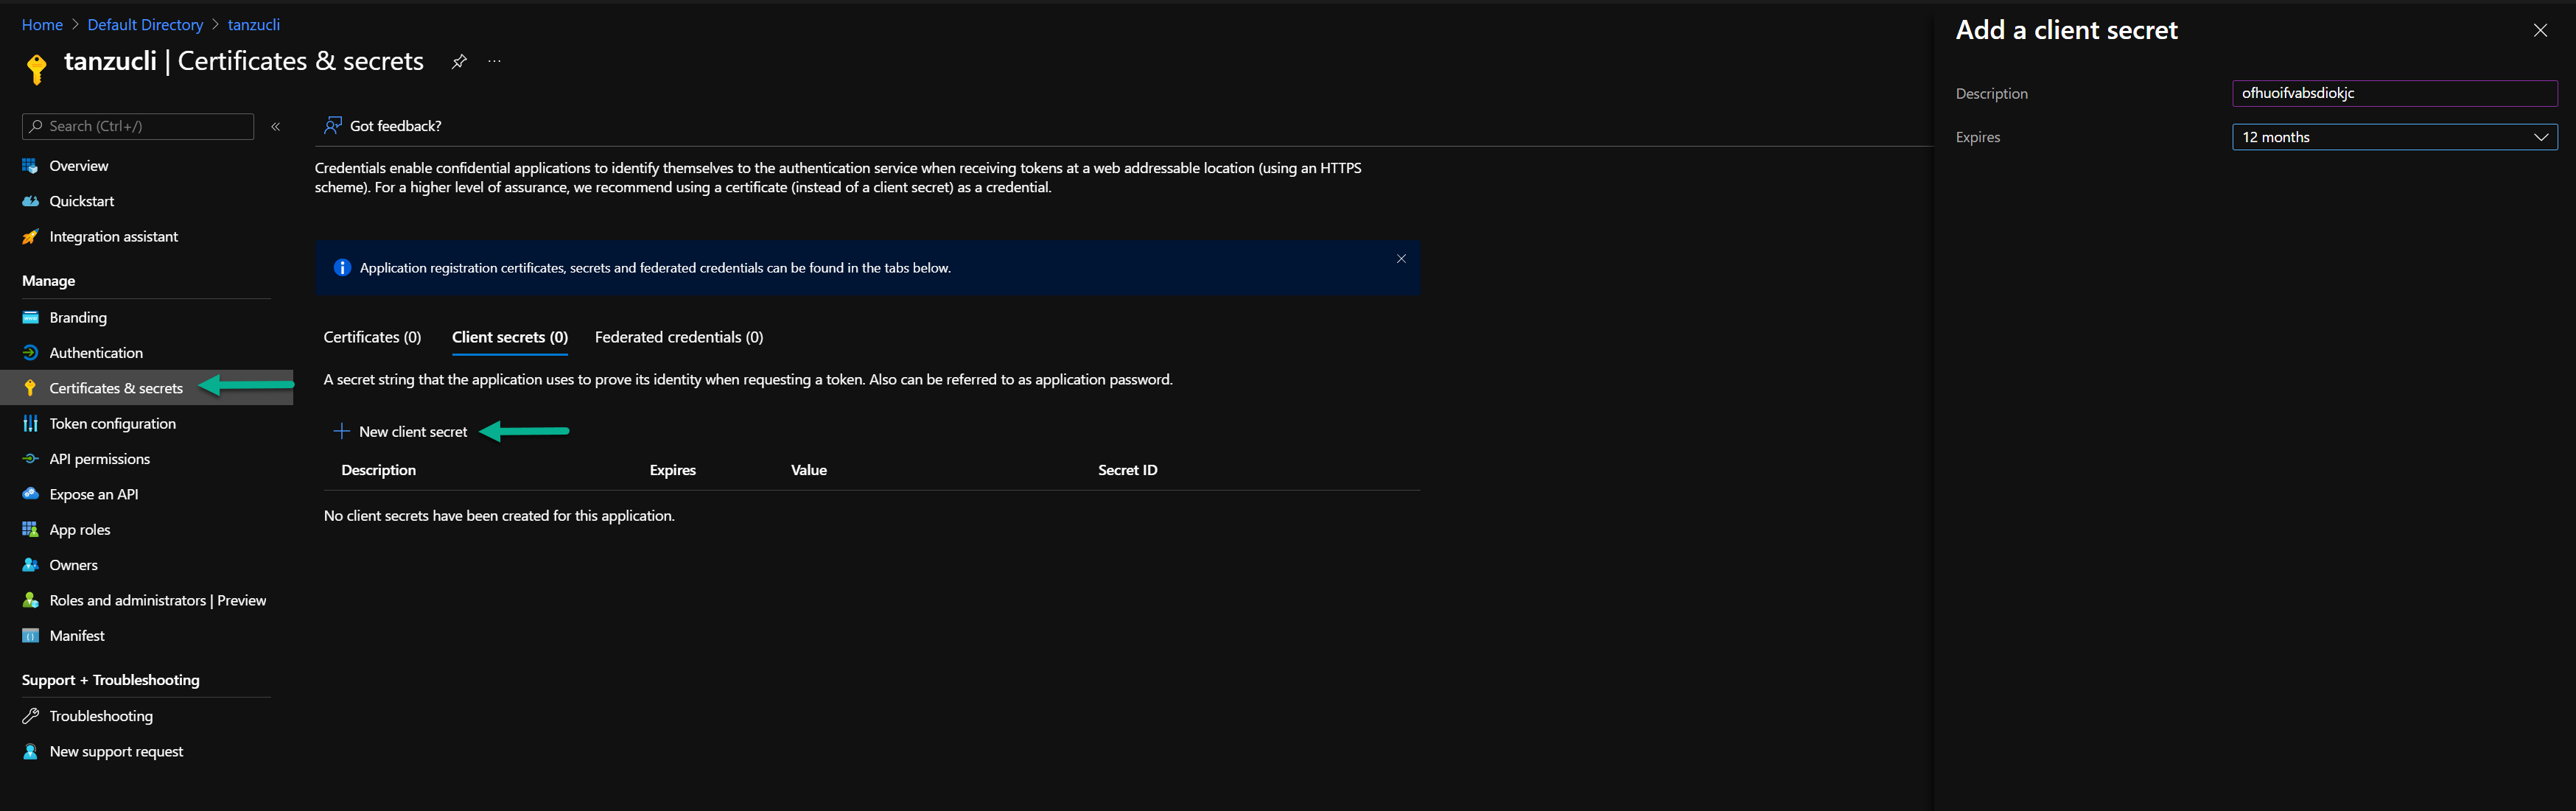 Home > Default Directory > tanzucli
tanzucli | Certificates & secrets
Search (Ctrl+/)
Overview
Quickstart
Integration assistant
Manage
Branding
Authentication
Certificates & secrets
Token configuration
API permissions
Expose an API
App roles
Owners
Roles and administrators | Preview
Manifest
Support + Troubleshooting
Troubleshooting
New support request
Got feedback?
Credentials enable confidential applications to identify themselves to the authentication service when receiving tokens at a web addressable location (using an HTTPS
scheme). For a higher level of assurance, we recommend using a certificate (instead of a client secret) as a credential.
Application registration certificates, secrets and federated credentials can be found in the tabs below.
Certificates (0) Client secrets (0) Federated credentials (0)
A secret string that the application uses to prove its identity when requesting a token. Also can be referred to as application password.
New client secret
Description Expires Value Secret ID
No client secrets have been created for this application.
Add a client secret
Description ofhuoifvabsdiokjc
Expires 12 months